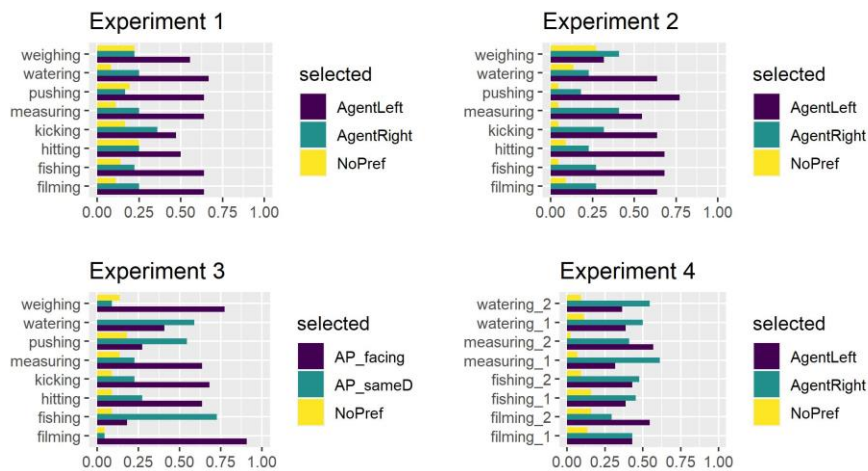 Experiment 1
weighing
watering
pushing
measuring
kicking
hitting
fishing
filming
0.00 0.25 0.50 0.75 1.00
selected
AgentLeft
AgentRight
NoPref
Experiment 2
weighing
watering
pushing
measuring
kicking
hitting
fishing
filming
0.00 0.25 0.50 0.75 1.00
selected
AgentLeft
AgentRight
NoPref
Experiment 3
weighing
watering
pushing
measuring
kicking
hitting
fishing
filming
0.00 0.25 0.50 0.75 1.00
selected
AP_facing
AP_sameD
NoPref
Experiment 4
watering_2
watering_1
measuring_2
measuring_1
fishing_2
fishing_1
filming_2
filming_1
0.00 0.25 0.50 0.75 1.00
selected
AgentLeft
AgentRight
NoPref